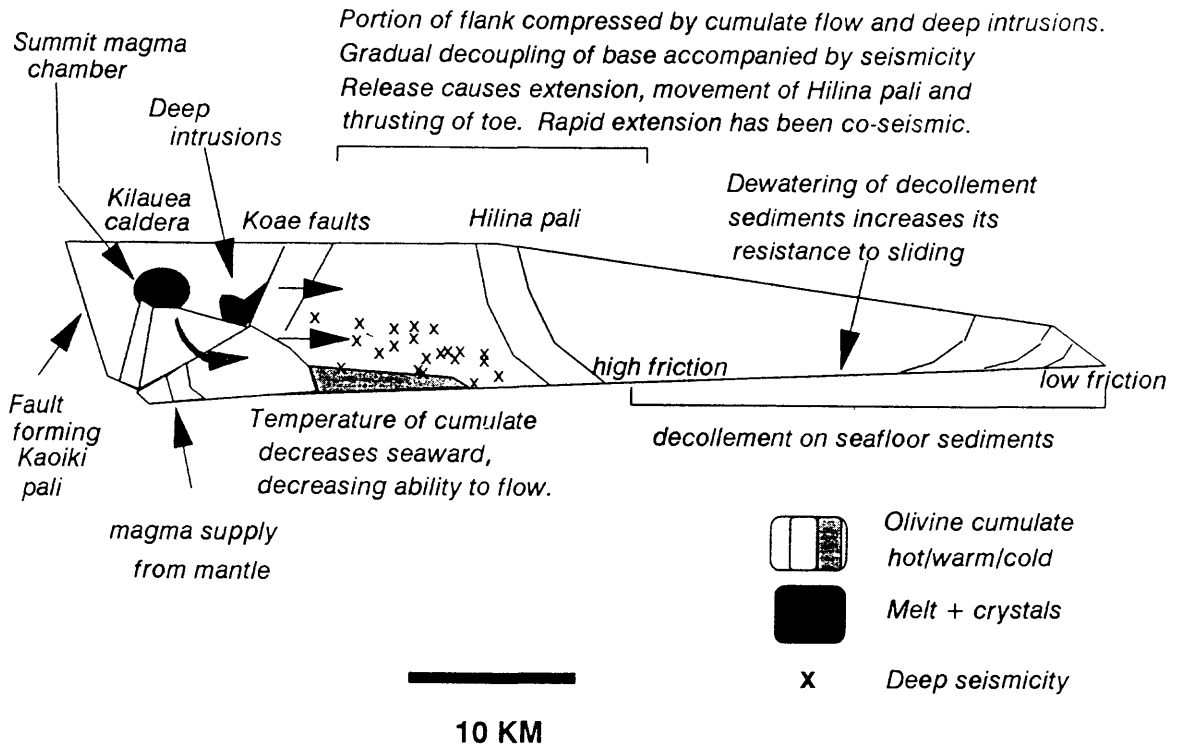 Portion of flank compressed by cumulate flow and deep intrusions.
Gradual decoupling of base accompanied by seismicity
Release causes extension, movement of Hilina pali and
thrusting of toe. Rapid extension has been co-seismic.
Summit magma
chamber
Deep
intrusions
Kilauea
caldera
Koae faults
Hilina pali
Dewatering of decollement
sediments increases its
resistance to sliding
high friction
low friction
decollement on seafloor sediments
Fault
forming
Kaoiki
pali
Temperature of cumulate
decreases seaward,
decreasing ability to flow.
magma supply
from mantle
Olivine cumulate
hot/warm/cold
Melt + crystals
x Deep seismicity
10 KM